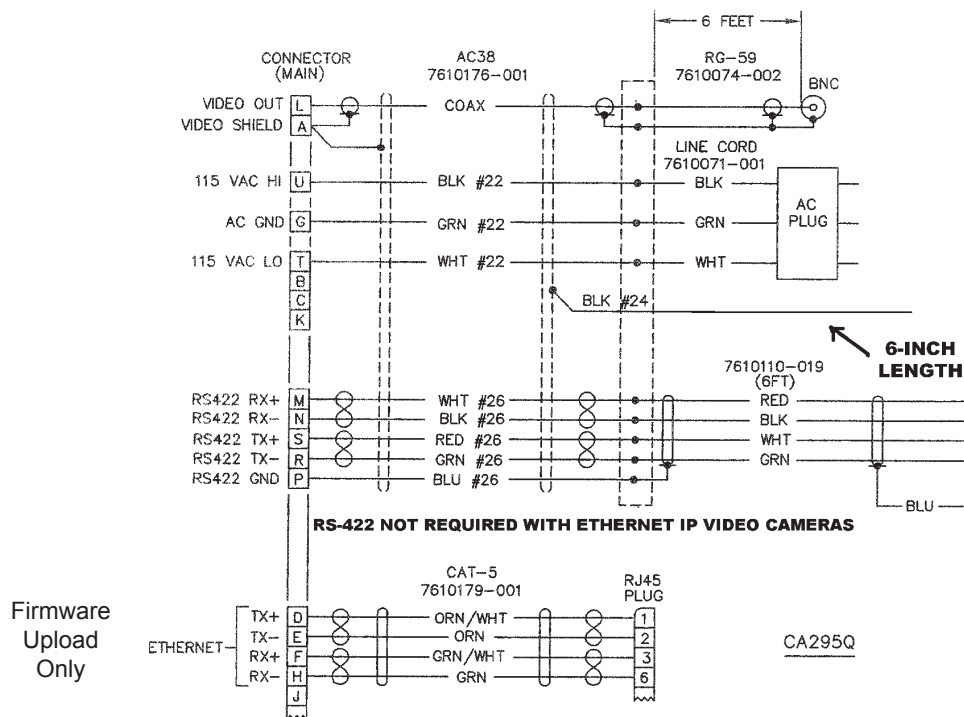 6 FEET
CONNECTOR
(MAIN)
AC38
7610176-001
RG-59
7610074-002
BNC
VIDEO OUT L COAX
VIDEO SHIELD A
LINE CORD
7610071-001
115 VAC HI U BLK #22 BLK
AC GND G GRN #22 GRN
AC
PLUG
115 VAC LO T WHT #22 WHT
B
C
K
BLK #24
6-INCH
LENGTH
7610110-019
(6FT)
RS422 RX+ M WHT #26 RED
RS422 RX- N BLK #26 BLK
RS422 TX+ S RED #26 WHT
RS422 TX- R GRN #26 GRN
RS422 GND P BLU #26
BLU
RS-422 NOT REQUIRED WITH ETHERNET IP VIDEO CAMERAS
CAT-5
7610179-001
RJ45
PLUG
Firmware
Upload
Only
ETHERNET
TX+ D ORN/WHT 1
TX- E ORN 2
RX+ F GRN/WHT 3
RX- H GRN 6
J
CA295Q